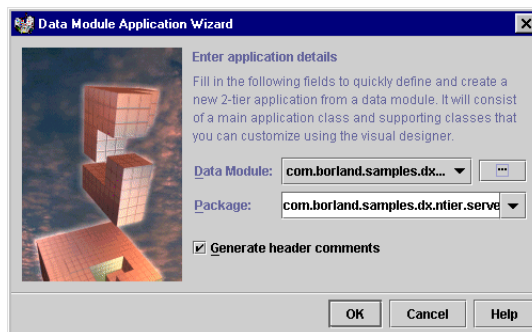 Data Module Application Wizard
Enter application details
Fill in the following fields to quickly define and create a
new 2-tier application from a data module. It will consist
of a main application class and supporting classes that
you can customize using the visual designer.
Data Module: com.borland.samples.dx... ...
Package: com.borland.samples.dx.ntier.serve
Generate header comments
OK Cancel Help